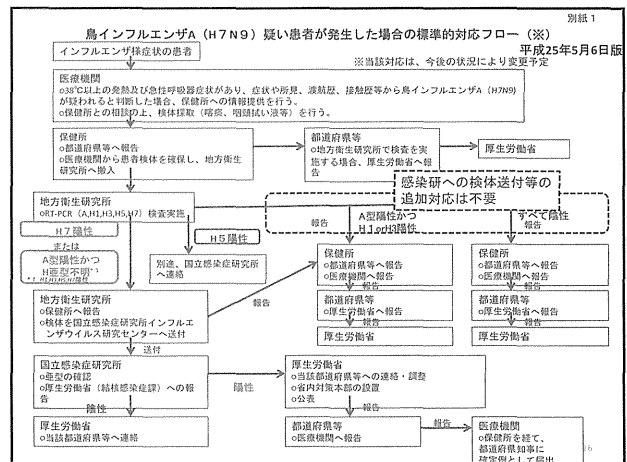 別紙１
鳥インフルエンザA（H７N９）疑い患者が発生した場合の標準的対応フロー（※）
平成25年5月6日版
インフルエンザ様症状の患者
※当該対応は、今後の状況により変更予定
医療機関
○38℃以上の発熱及び急性呼吸器症状があり、症状や所見、渡航歴、接触歴等から鳥インフルエンザA(H7N9)
が疑われると判断した場合、保健所への情報提供を行う。
○保健所との相談の上、検体採取（喀痰、咽頭拭い液等）を行う。
保健所
○都道府県等へ報告
○医療機関から患者検体を確保し、地方衛生
研究所へ搬入
都道府県等
○地方衛生研究所で検査を実
施する場合、厚生労働省へ報
告
厚生労働省
感染研への検体送付等の
追加対応は不要
地方衛生研究所
○RT-PCR（A,H1,H3,H5,H7）検査実施
H７陽性
または
A型陽性かつ
H亜型不明*¹
H５陽性
別途、国立感染症研究所
へ連絡
報告
A型陽性かつ
H１orH3陽性
すべて陰性
報告
保健所
○都道府県等へ報告
○医療機関へ報告
報告
都道府県等
○厚生労働省へ報告
報告
厚生労働省
保健所
○都道府県等へ報告
○医療機関へ報告
報告
都道府県等
○厚生労働省へ報告
報告
厚生労働省
地方衛生研究所
○保健所へ報告
○検体を国立感染症研究所インフルエ
ンザウイルス研究センターへ送付
報告
送付
国立感染症研究所
○亜型の確認
○厚生労働省（結核感染症課）への報
告
陽性
陰性
厚生労働省
○当該都道府県等への連絡・調整
○省内対策本部の設置
○公表
報告
厚生労働省
○当該都道府県等へ連絡
都道府県等
○医療機関へ報告
報告
医療機関
○保健所を経て、
都道府県知事に
確定例として届出